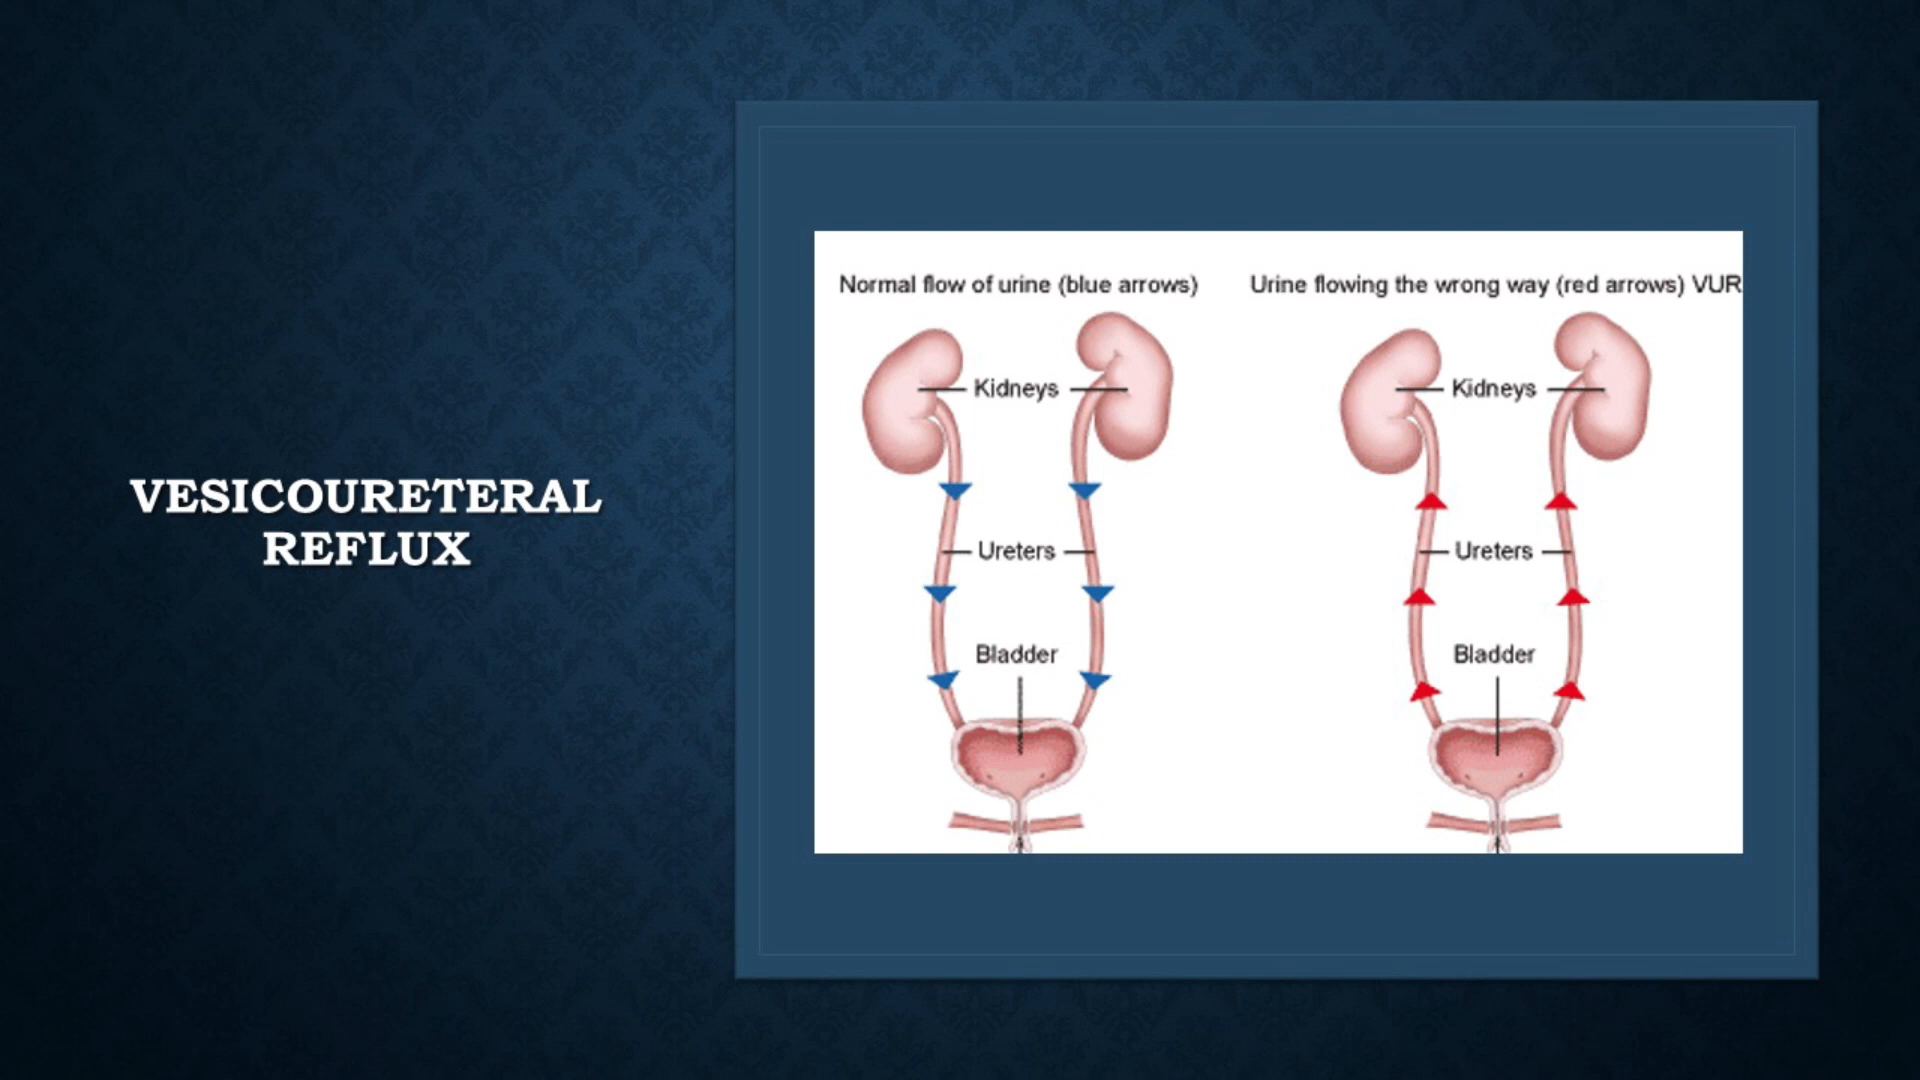 VESICOURETERAL
REFLUX
Normal flow of urine (blue arrows)
Kidneys
Ureters
Bladder
Urine flowing the wrong way (red arrows) VUR
Kidneys
Ureters
Bladder